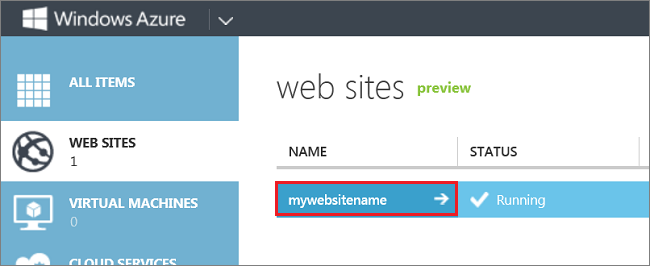 Windows Azure
ALL ITEMS
WEB SITES
1
VIRTUAL MACHINES
0
CLOUD SERVICES
web sites preview
NAME STATUS
mywebsitename Running